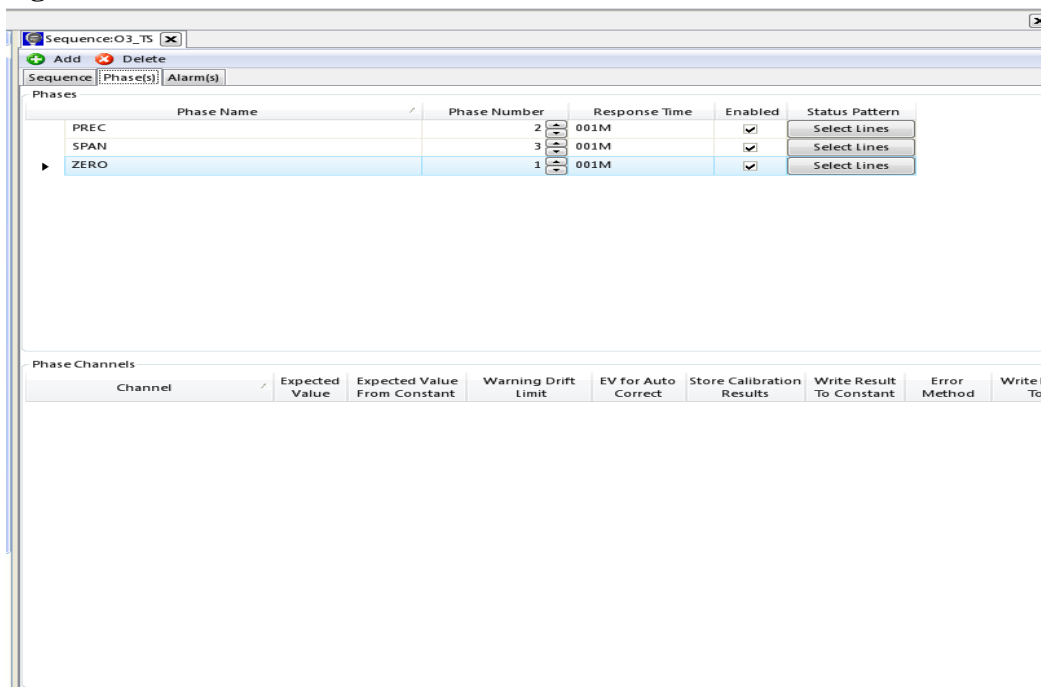 Sequence:O3_TS
Add Delete
Sequence Phase(s) Alarm(s)
Phases
Phase Name Phase Number Response Time Enabled Status Pattern
PREC 2 001M Select Lines
SPAN 3 001M Select Lines
ZERO 1 001M Select Lines
Phase Channels
Channel Expected Value Expected Value From Constant Warning Drift Limit EV for Auto Correct Store Calibration Results Write Result To Constant Error Method Write To